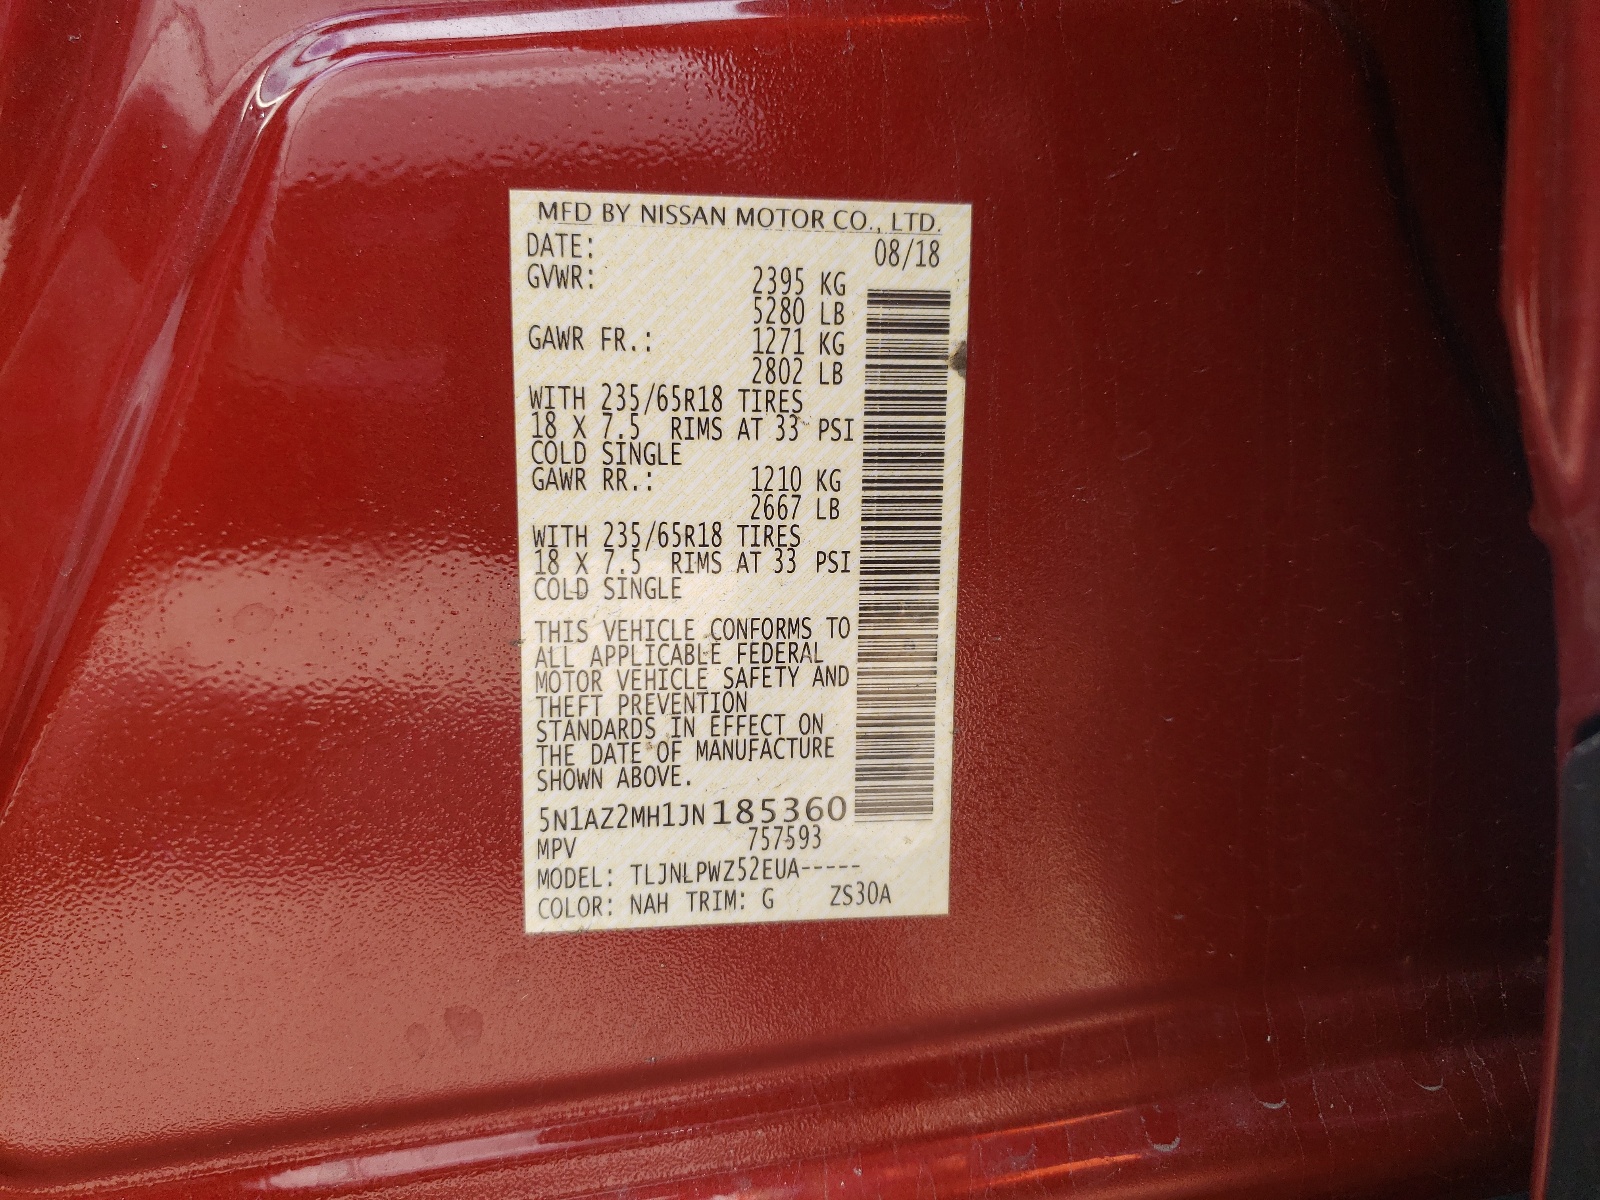 MFD BY NISSAN MOTOR CO., LTD.
DATE: 08/18
GVWR: 2395 KG
5280 LB
GAWR FR.: 1271 KG
2802 LB
WITH 235/65R18 TIRES
18 X 7.5 RIMS AT 33 PSI
COLD SINGLE
GAWR RR.: 1210 KG
2667 LB
WITH 235/65R18 TIRES
18 X 7.5 RIMS AT 33 PSI
COLD SINGLE
THIS VEHICLE CONFORMS TO
ALL APPLICABLE FEDERAL
MOTOR VEHICLE SAFETY AND
THEFT PREVENTION
STANDARDS IN EFFECT ON
THE DATE OF MANUFACTURE
SHOWN ABOVE.
5N1AZ2MH1JN185360
MPV 757593
MODEL: TLJNLPWZ52EUA-----
COLOR: NAH TRIM: G ZS30A